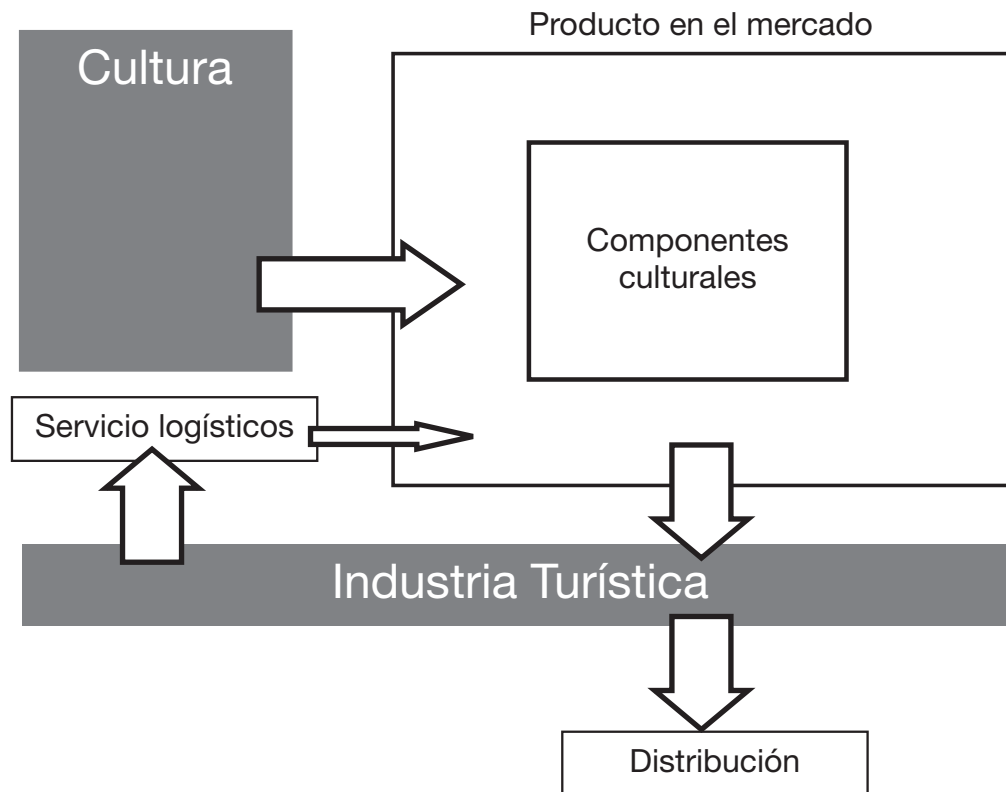 Producto en el mercado
Cultura
Componentes
culturales
Servicio logísticos
Industria Turística
Distribución